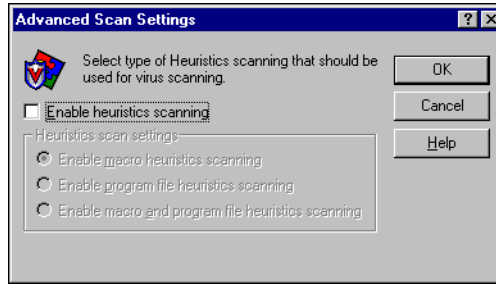 Advanced Scan Settings
Select type of Heuristics scanning that should be
used for virus scanning.
Enable heuristics scanning
Heuristics scan settings
Enable macro heuristics scanning
Enable program file heuristics scanning
Enable macro and program file heuristics scanning
OK
Cancel
Help